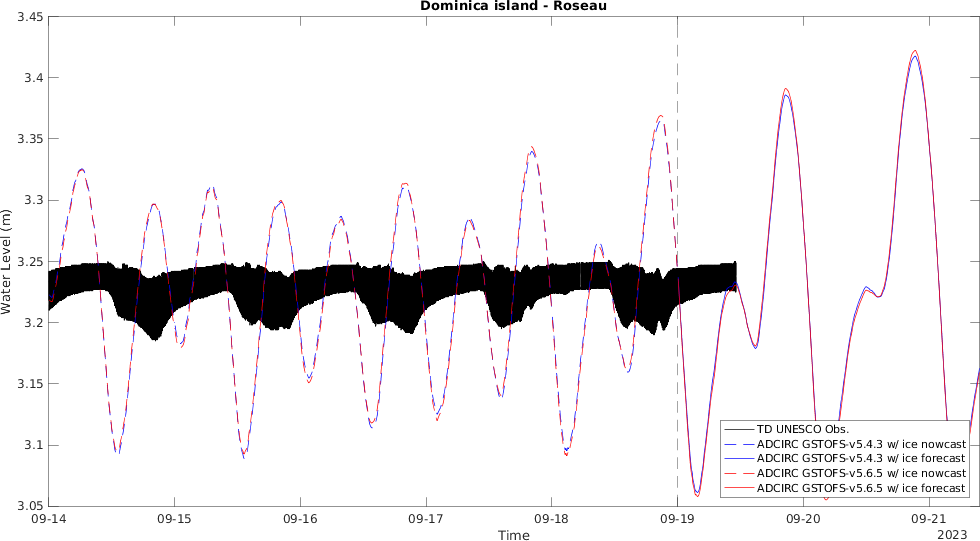 Dominica island - Roseau
3.45
3.4
3.35
3.3
3.25
3.2
3.15
3.1
3.05
Water Level (m)
TD UNESCO Obs.
ADCIRC GSTOFS-v5.4.3 w/ ice nowcast
ADCIRC GSTOFS-v5.4.3 w/ ice forecast
ADCIRC GSTOFS-v5.6.5 w/ ice nowcast
ADCIRC GSTOFS-v5.6.5 w/ ice forecast
09-14 09-15 09-16 09-17 09-18 09-19 09-20 09-21
Time
2023